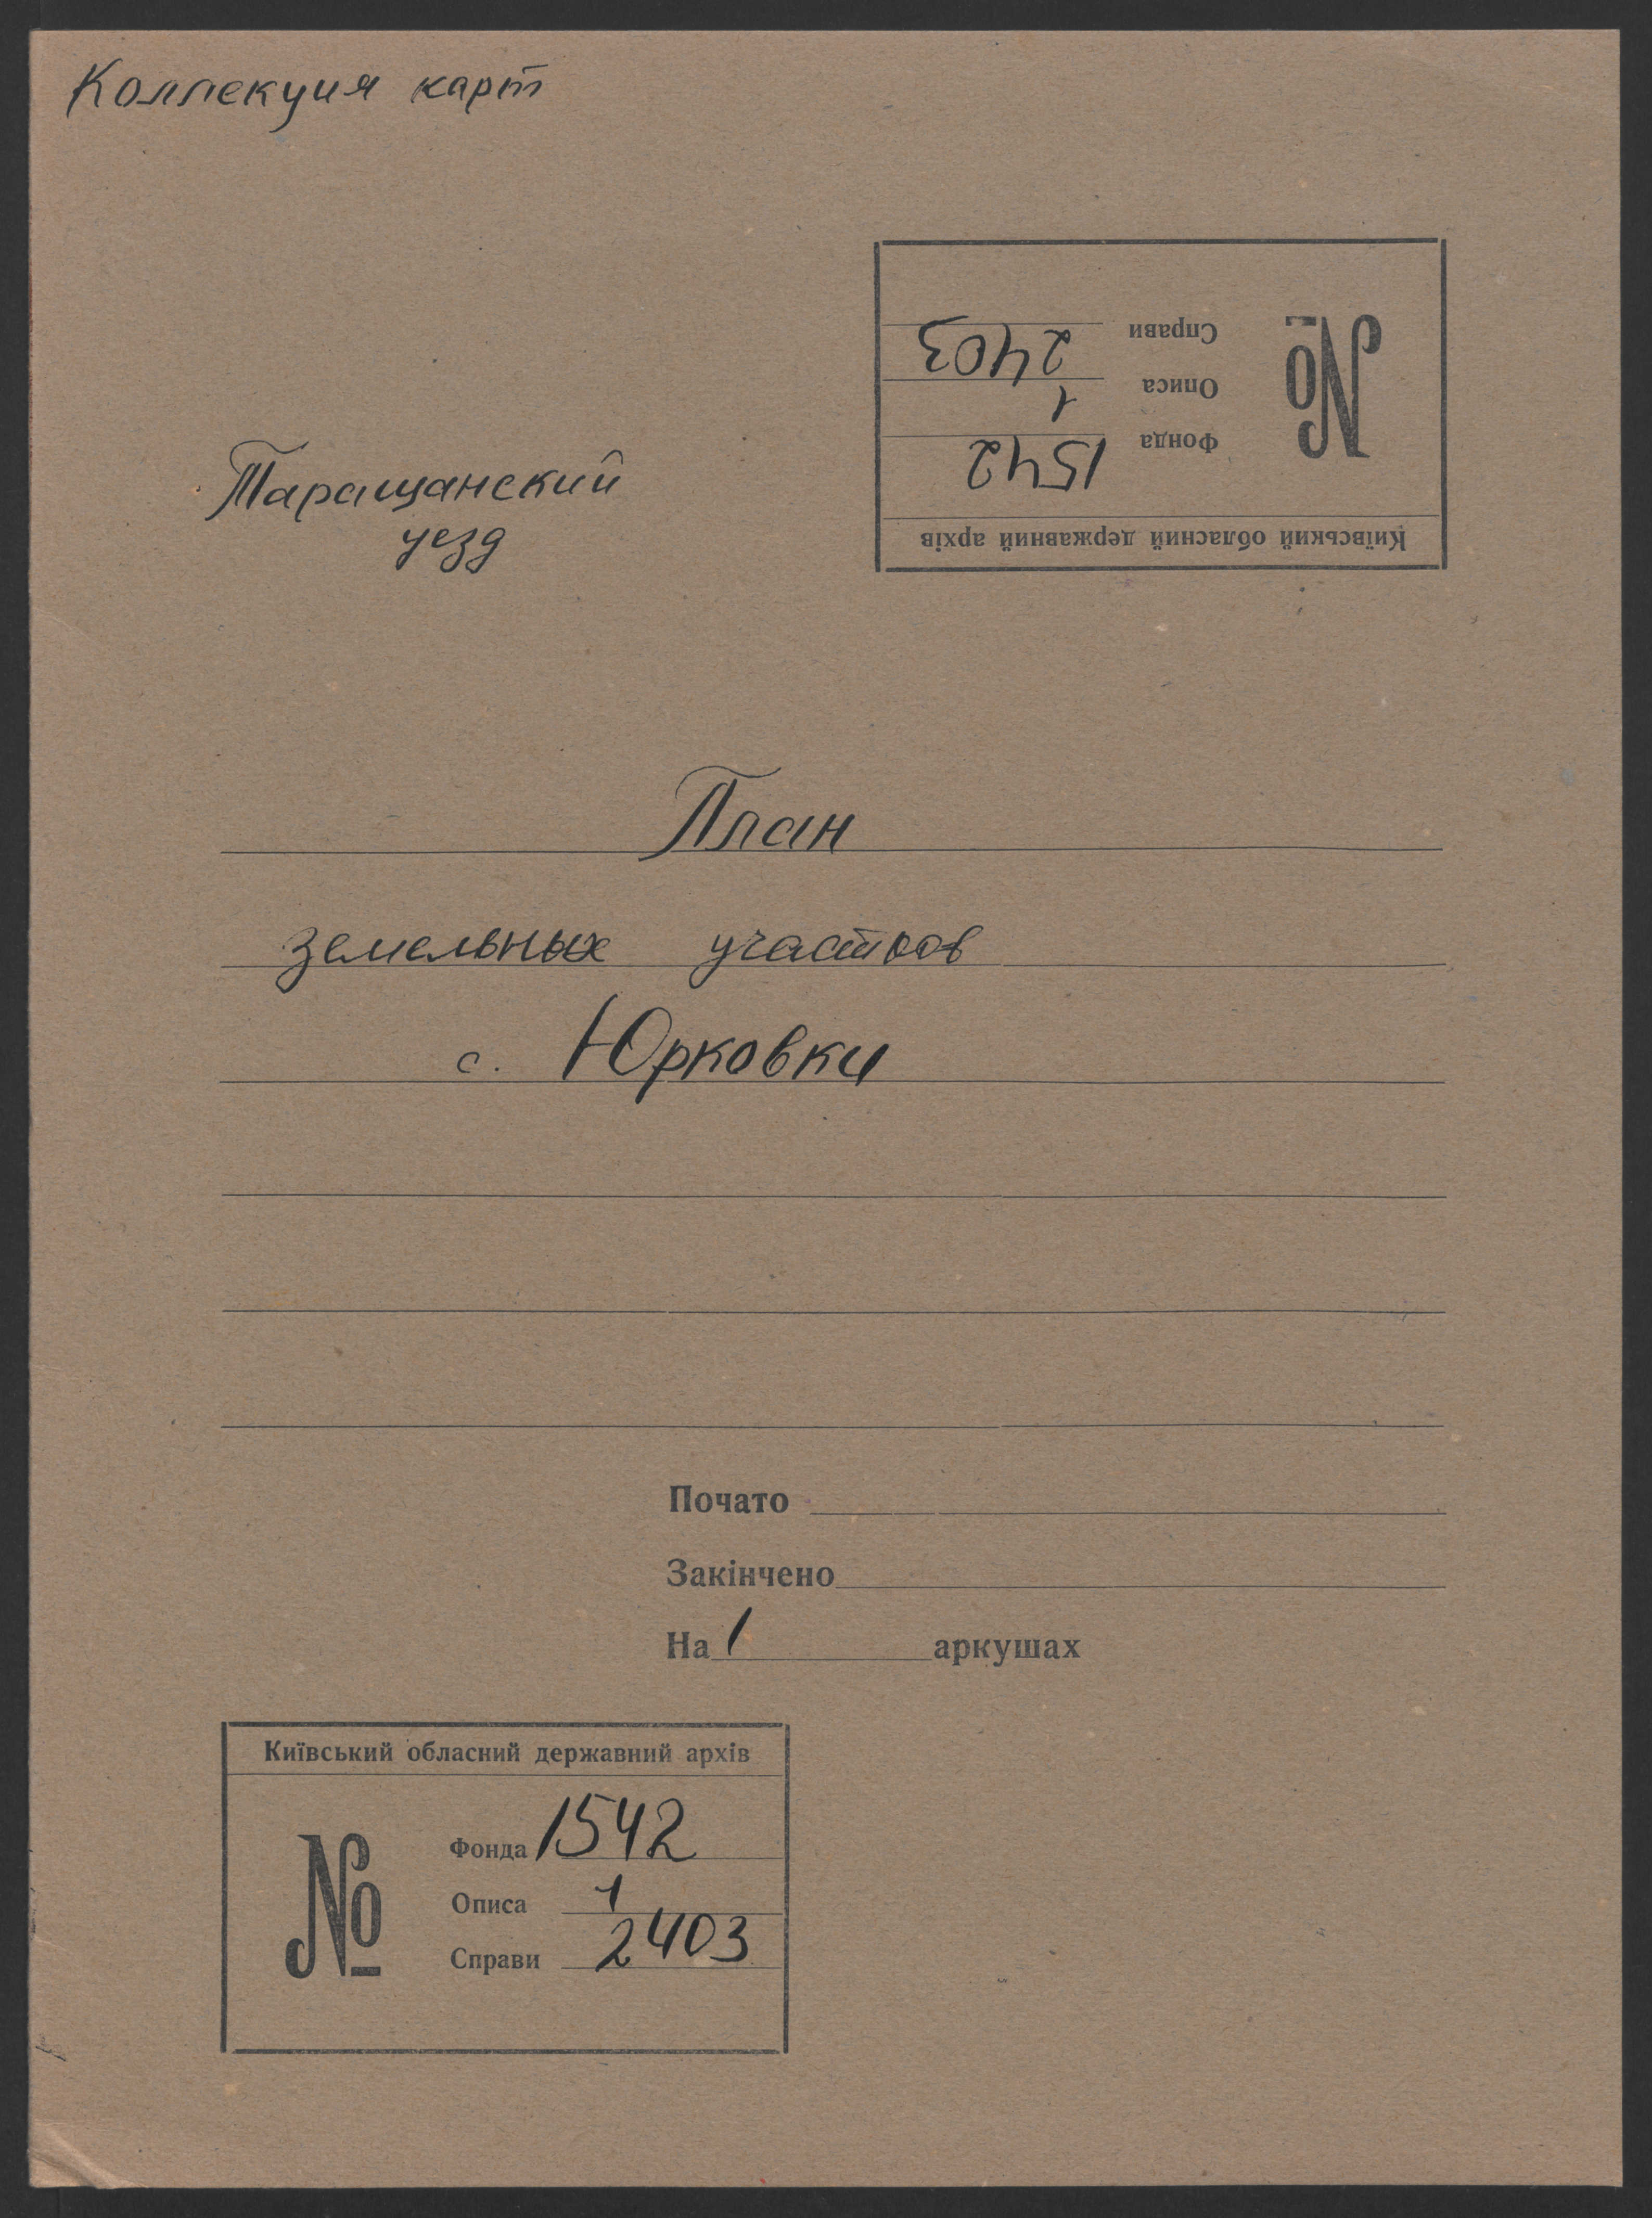 Коллекция карт
Київський обласний державний архів
№
Фонда 1542
Описа 1
Справи 2403
Таращанский
уезд
План
земельных участков
с. Юрковки
Почато
Закінчено
На 1 аркушах
Київський обласний державний архів
№
Фонда 1542
Описа 1
Справи 2403